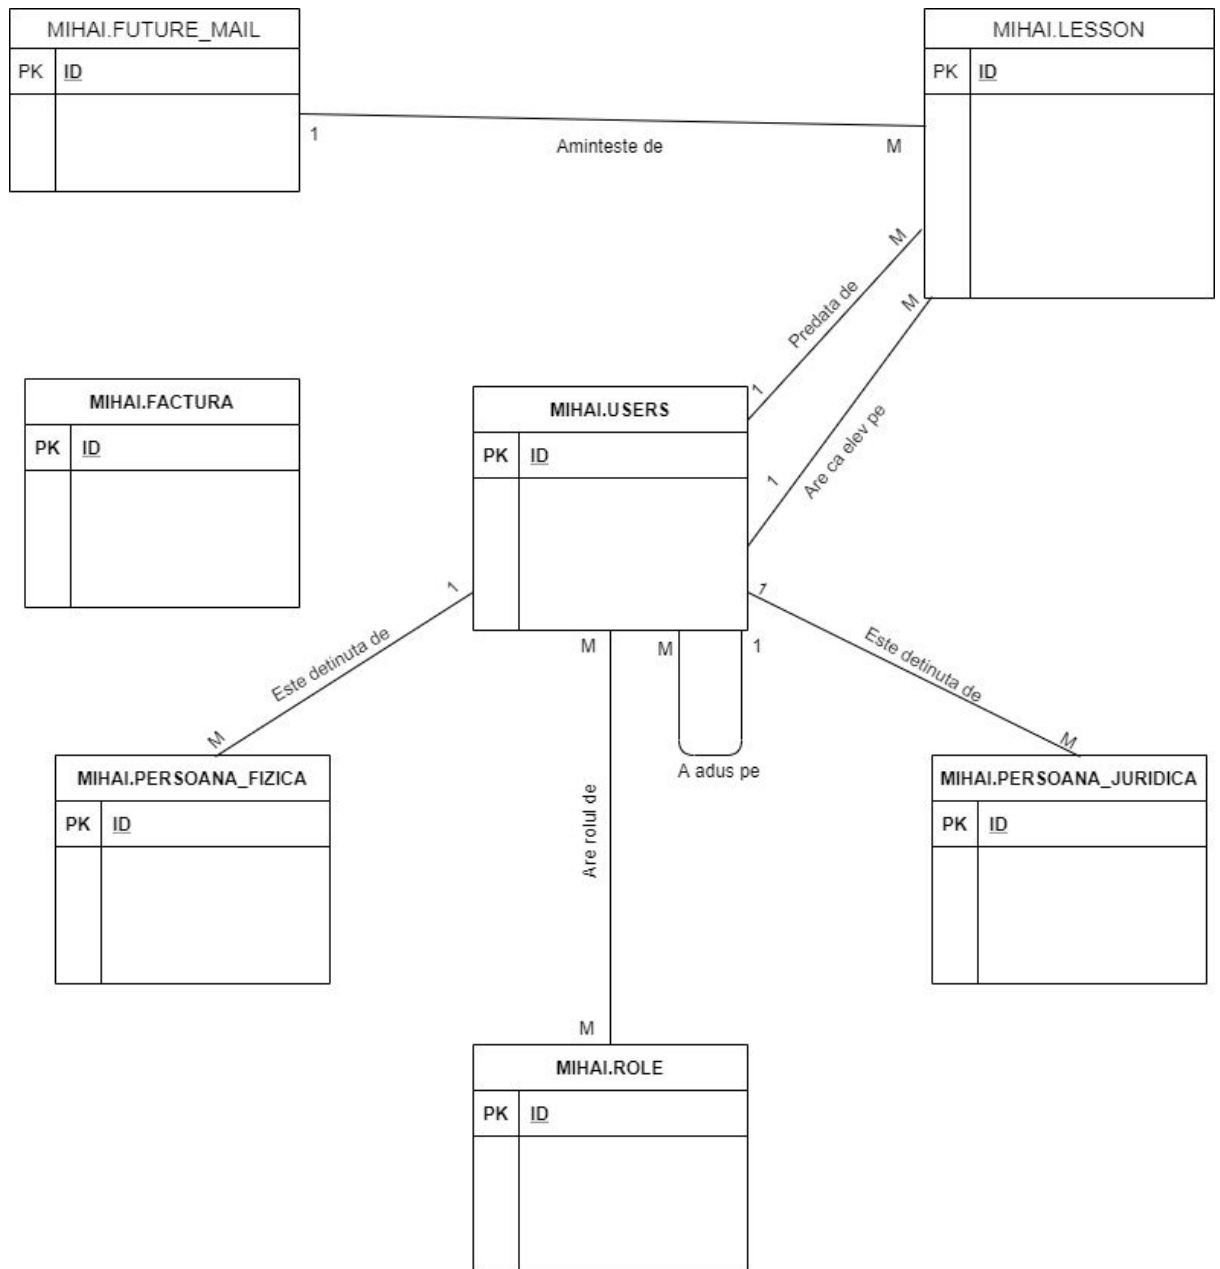 MIHAI.FUTURE_MAIL
PK ID
MIHAI.LESSON
PK ID
1
Aminteste de
M
M
Predata de
1
M
Are ca elev pe
1
MIHAI.FACTURA
PK ID
MIHAI.USERS
PK ID
1
Este detinuta de
M
M
M
1
A adus pe
1
Este detinuta de
M
MIHAI.PERSOANA_FIZICA
PK ID
Are rolul de
MIHAI.PERSOANA_JURIDICA
PK ID
M
MIHAI.ROLE
PK ID